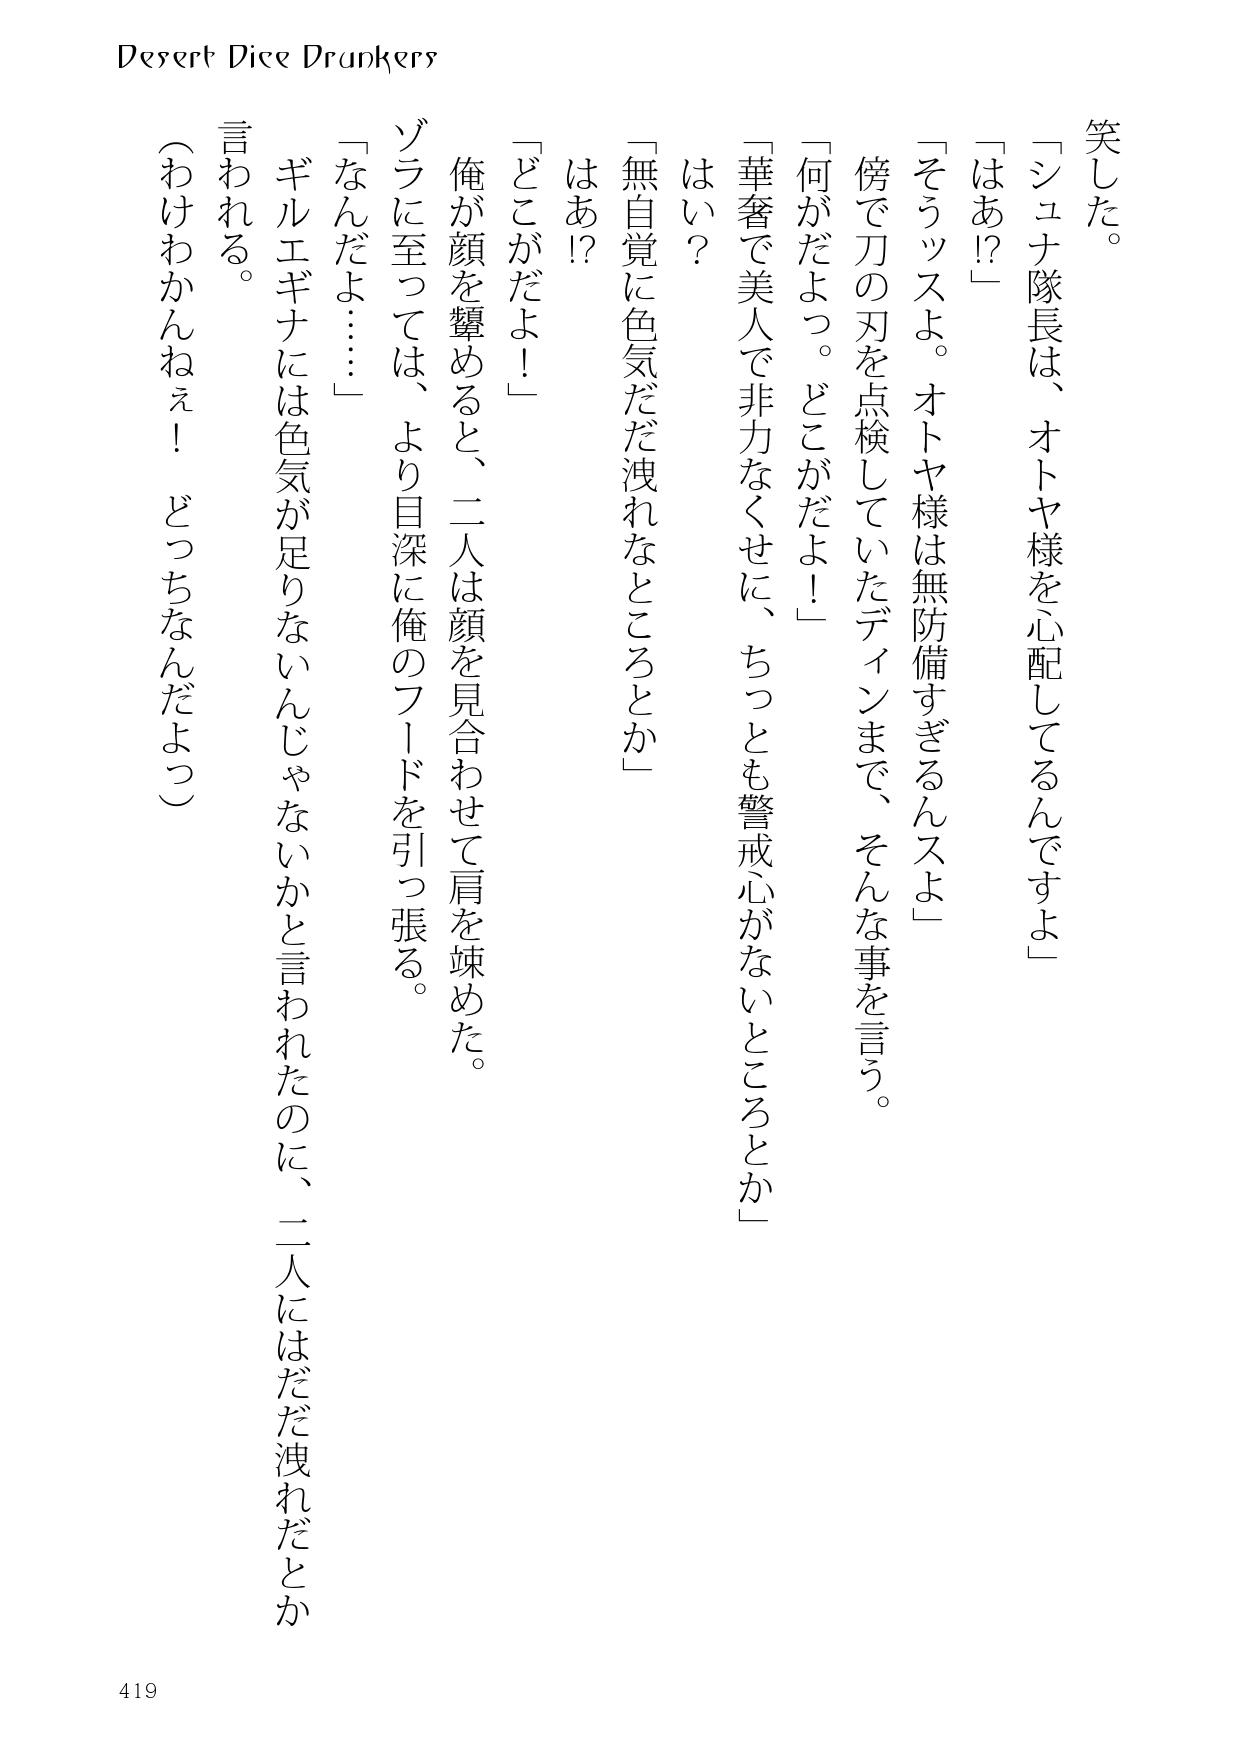 Desert Dice Drunkers
笑した。
「シュナ隊長は、オトヤ様を心配してるんですよ」
「はあ!?」
「そうッスよ。オトヤ様は無防備すぎるんスよ」
傍で刀の刃を点検していたディンまで、そんな事を言う。
「何がだよっ。どこがだよ！」
「華奢で美人で非力なくせに、ちっとも警戒心がないところとか」
はい？
「無自覚に色気だだ洩れなところとか」
はあ!?
「どこがだよ！」
俺が顔を顰めると、二人は顔を見合わせて肩を竦めた。
ゾラに至っては、より目深に俺のフードを引っ張る。
「なんだよ……」
ギルエギナには色気が足りないんじゃないかと言われたのに、二人にはだだ洩れだとか
言われる。
（わけわかんねぇ！　どっちなんだよっ）
419